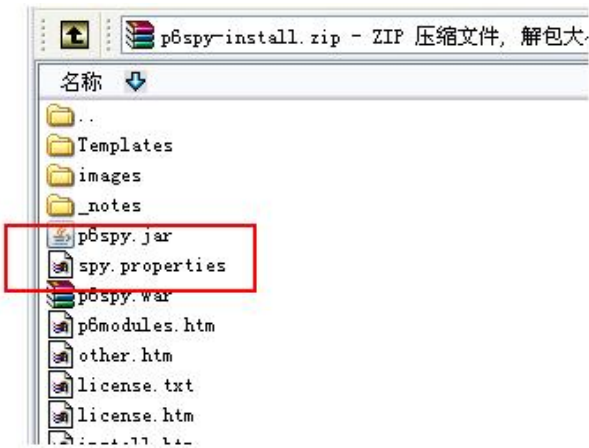 p6spy-install.zip - ZIP 压缩文件, 解包大
名称
..
Templates
images
_notes
p6spy.jar
spy.properties
p6spy.war
p6modules.htm
other.htm
license.txt
license.htm